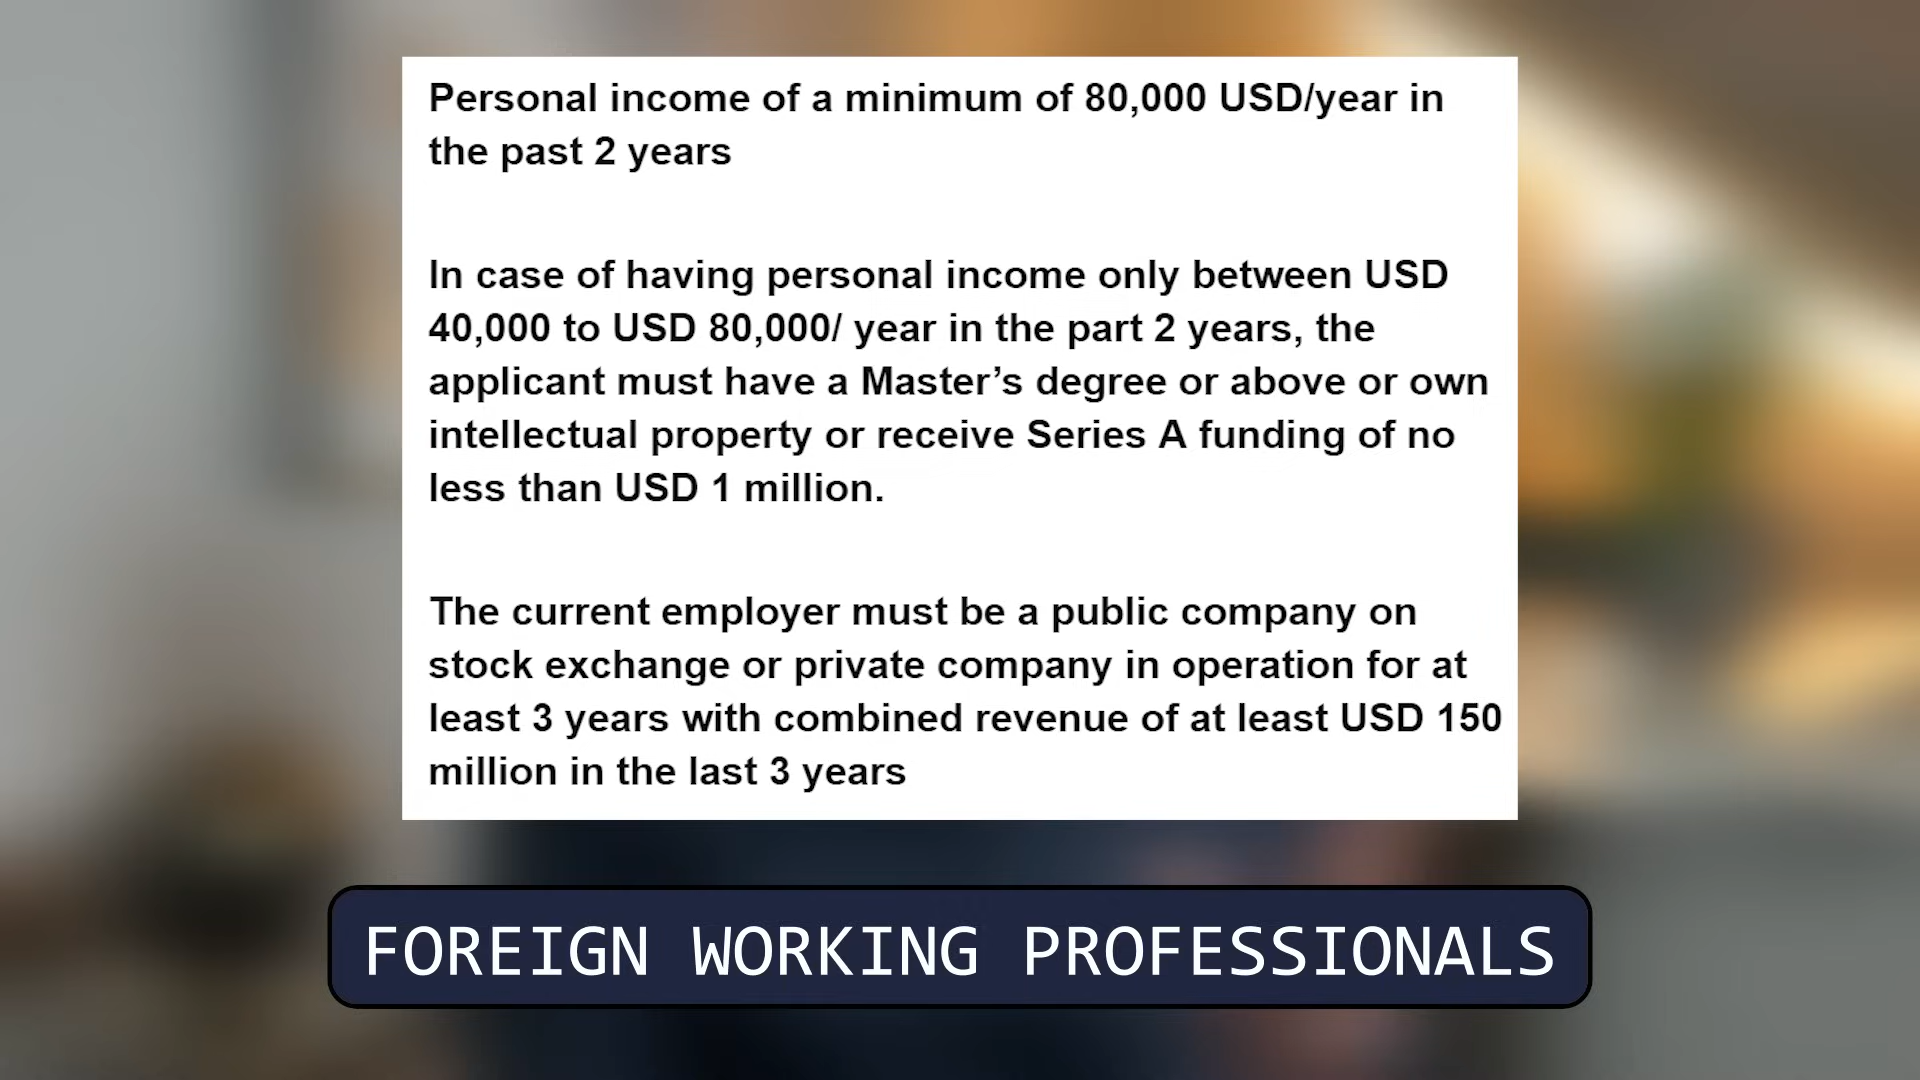 Personal income of a minimum of 80,000 USD/year in
the past 2 years
In case of having personal income only between USD
40,000 to USD 80,000/ year in the part 2 years, the
applicant must have a Master’s degree or above or own
intellectual property or receive Series A funding of no
less than USD 1 million.
The current employer must be a public company on
stock exchange or private company in operation for at
least 3 years with combined revenue of at least USD 150
million in the last 3 years
FOREIGN WORKING PROFESSIONALS